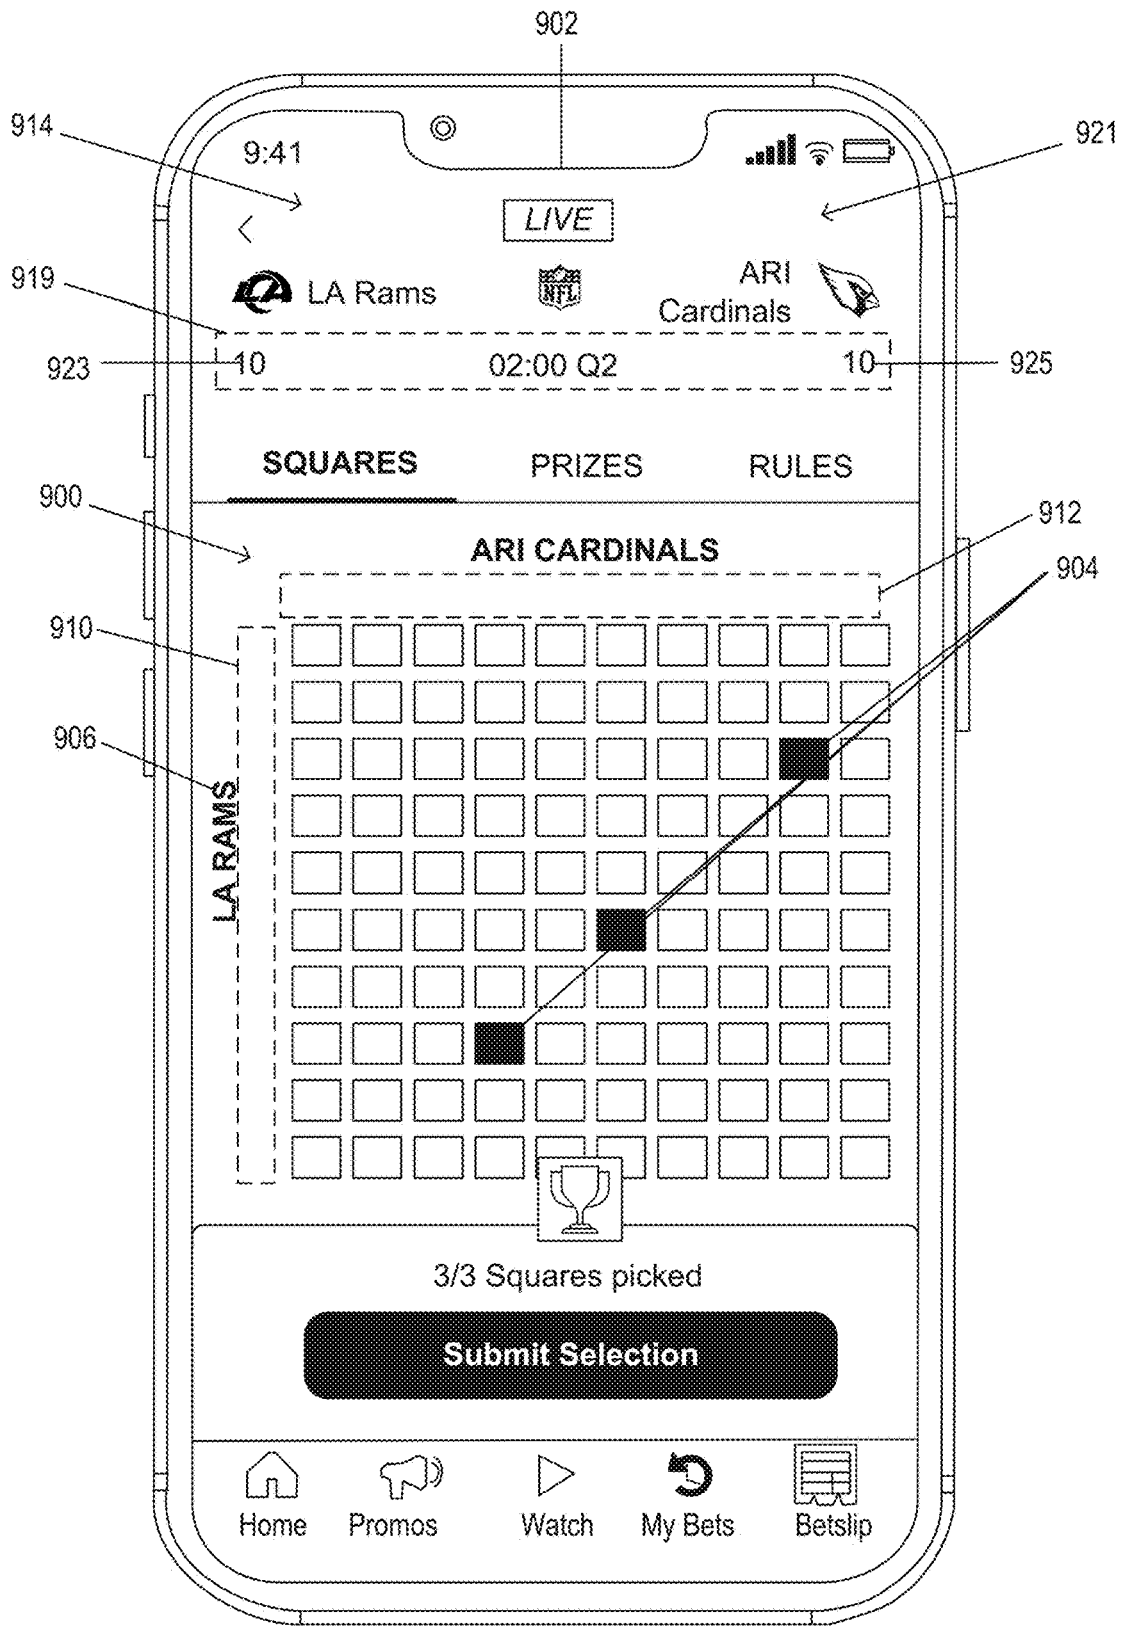 902
914
921
9:41
LIVE
919
LA
LA Rams
NFL
ARI
Cardinals
923
10
02:00 Q2
10
925
SQUARES
PRIZES
RULES
900
912
ARI CARDINALS
904
910
906
LA RAMS
3/3 Squares picked
Submit Selection
Home
Promos
Watch
My Bets
Betslip